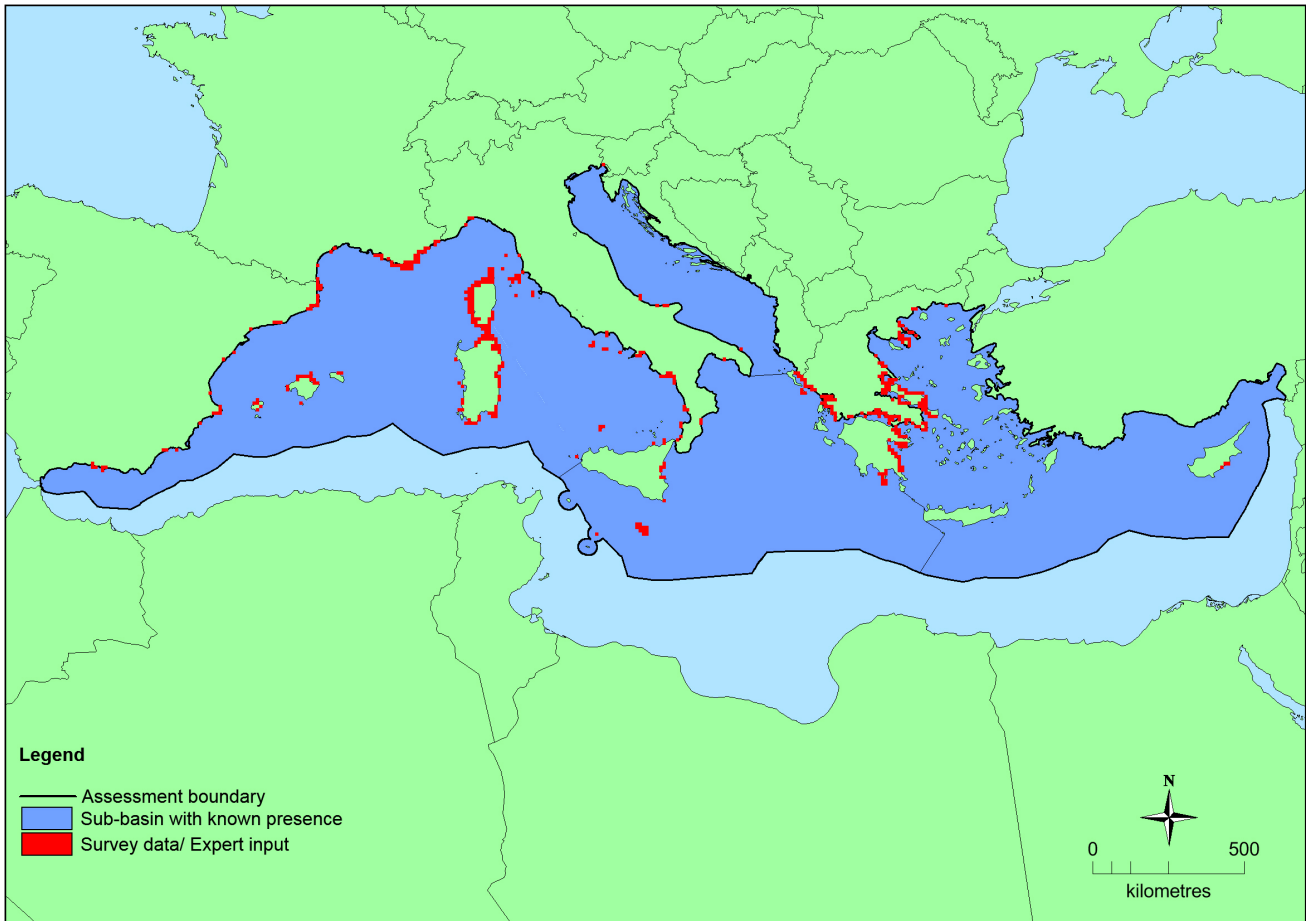 Legend
Assessment boundary
Sub-basin with known presence
Survey data/ Expert input
N
0 500
kilometres